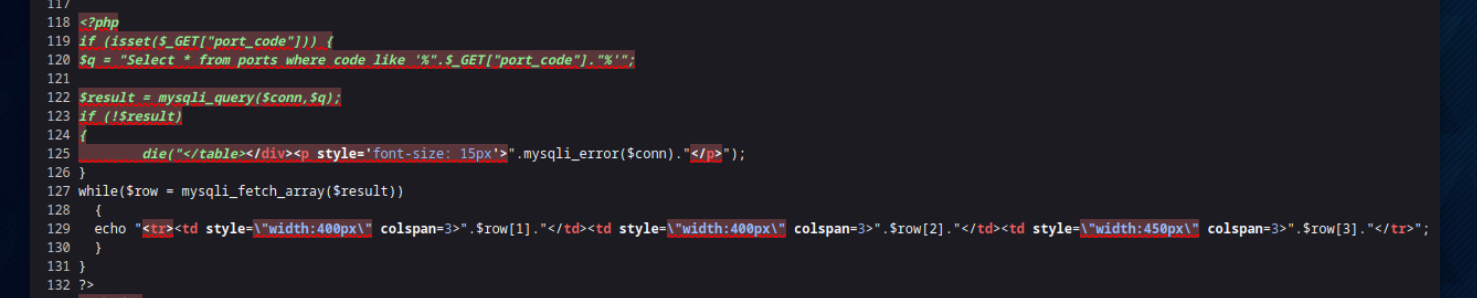 117
118 <?php
119 if (isset($_GET["port_code"])) {
120 $q = "Select * from ports where code like '%".$_GET["port_code"]."%'";
121
122 $result = mysqli_query($conn,$q);
123 if (!$result)
124 {
125         die("</table></div><p style='font-size: 15px'>".mysqli_error($conn)."</p>");
126 }
127 while($row = mysqli_fetch_array($result))
128   {
129   echo "<tr><td style=\"width:400px\" colspan=3>".$row[1]."</td><td style=\"width:400px\" colspan=3>".$row[2]."</td><td style=\"width:450px\" colspan=3>".$row[3]."</tr>";
130   }
131 }
132 ?>